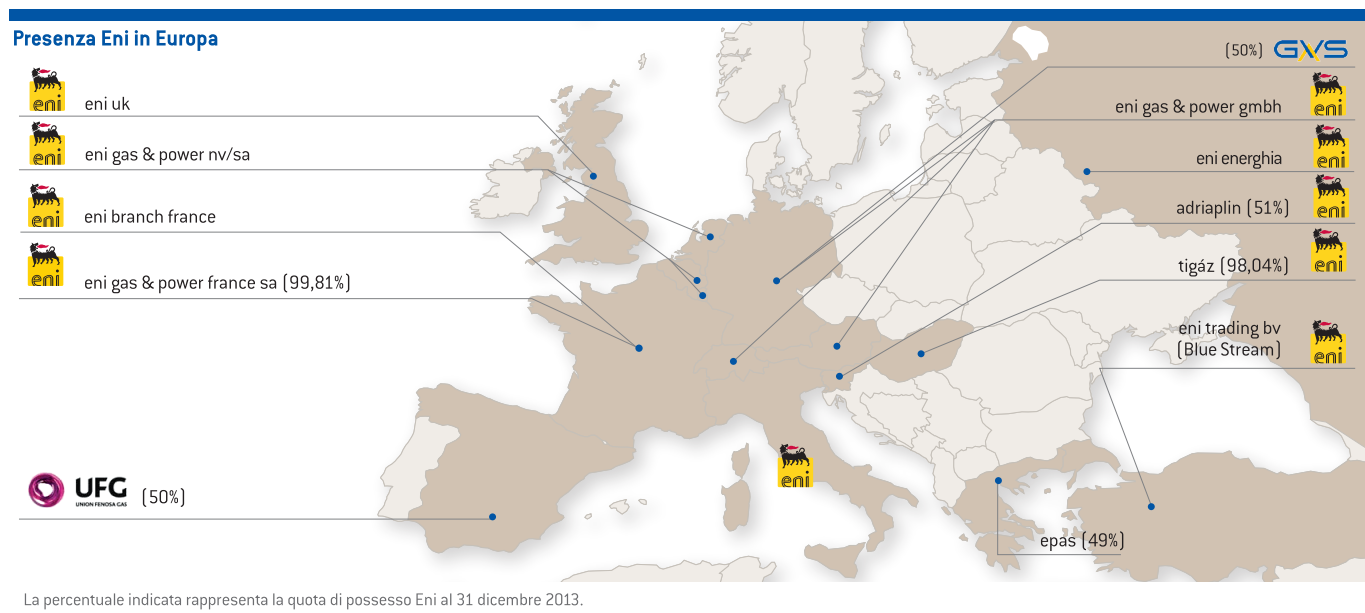 Presenza Eni in Europa
eni
eni uk
eni
eni gas & power nv/sa
eni
eni branch france
eni
eni gas & power france sa (99,81%)
UFG
UNION FENOSA GAS
(50%)
(50%) GVS
eni gas & power gmbh
eni
eni energhia
eni
adriaplin (51%)
eni
tigáz (98,04%)
eni
eni trading bv
(Blue Stream)
eni
eni
epas (49%)
La percentuale indicata rappresenta la quota di possesso Eni al 31 dicembre 2013.